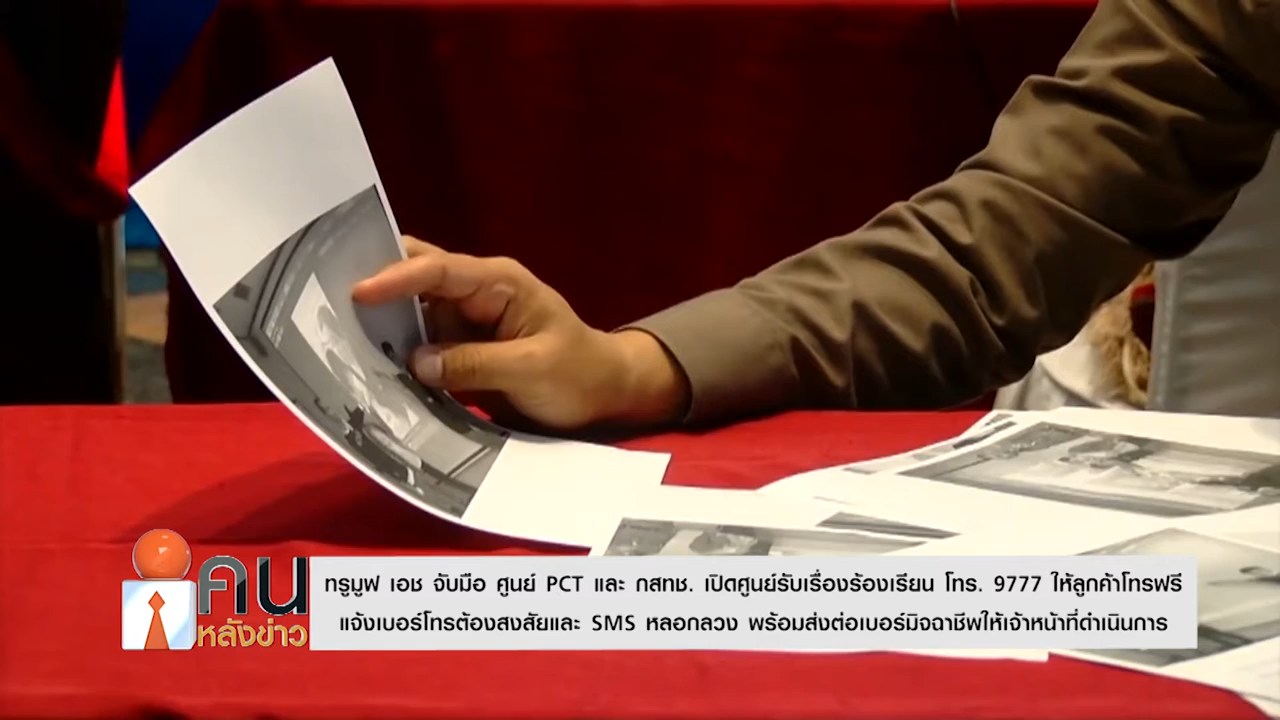 คน
หลังข่าว
ทรูมูฟ เอช จับมือ ศูนย์ PCT และ กสทช. เปิดศูนย์รับเรื่องร้องเรียน โทร. 9777 ให้ลูกค้าโทรฟรี
แจ้งเบอร์โทรต้องสงสัยและ SMS หลอกลวง พร้อมส่งต่อเบอร์มิจฉาชีพให้เจ้าหน้าที่ดำเนินการ